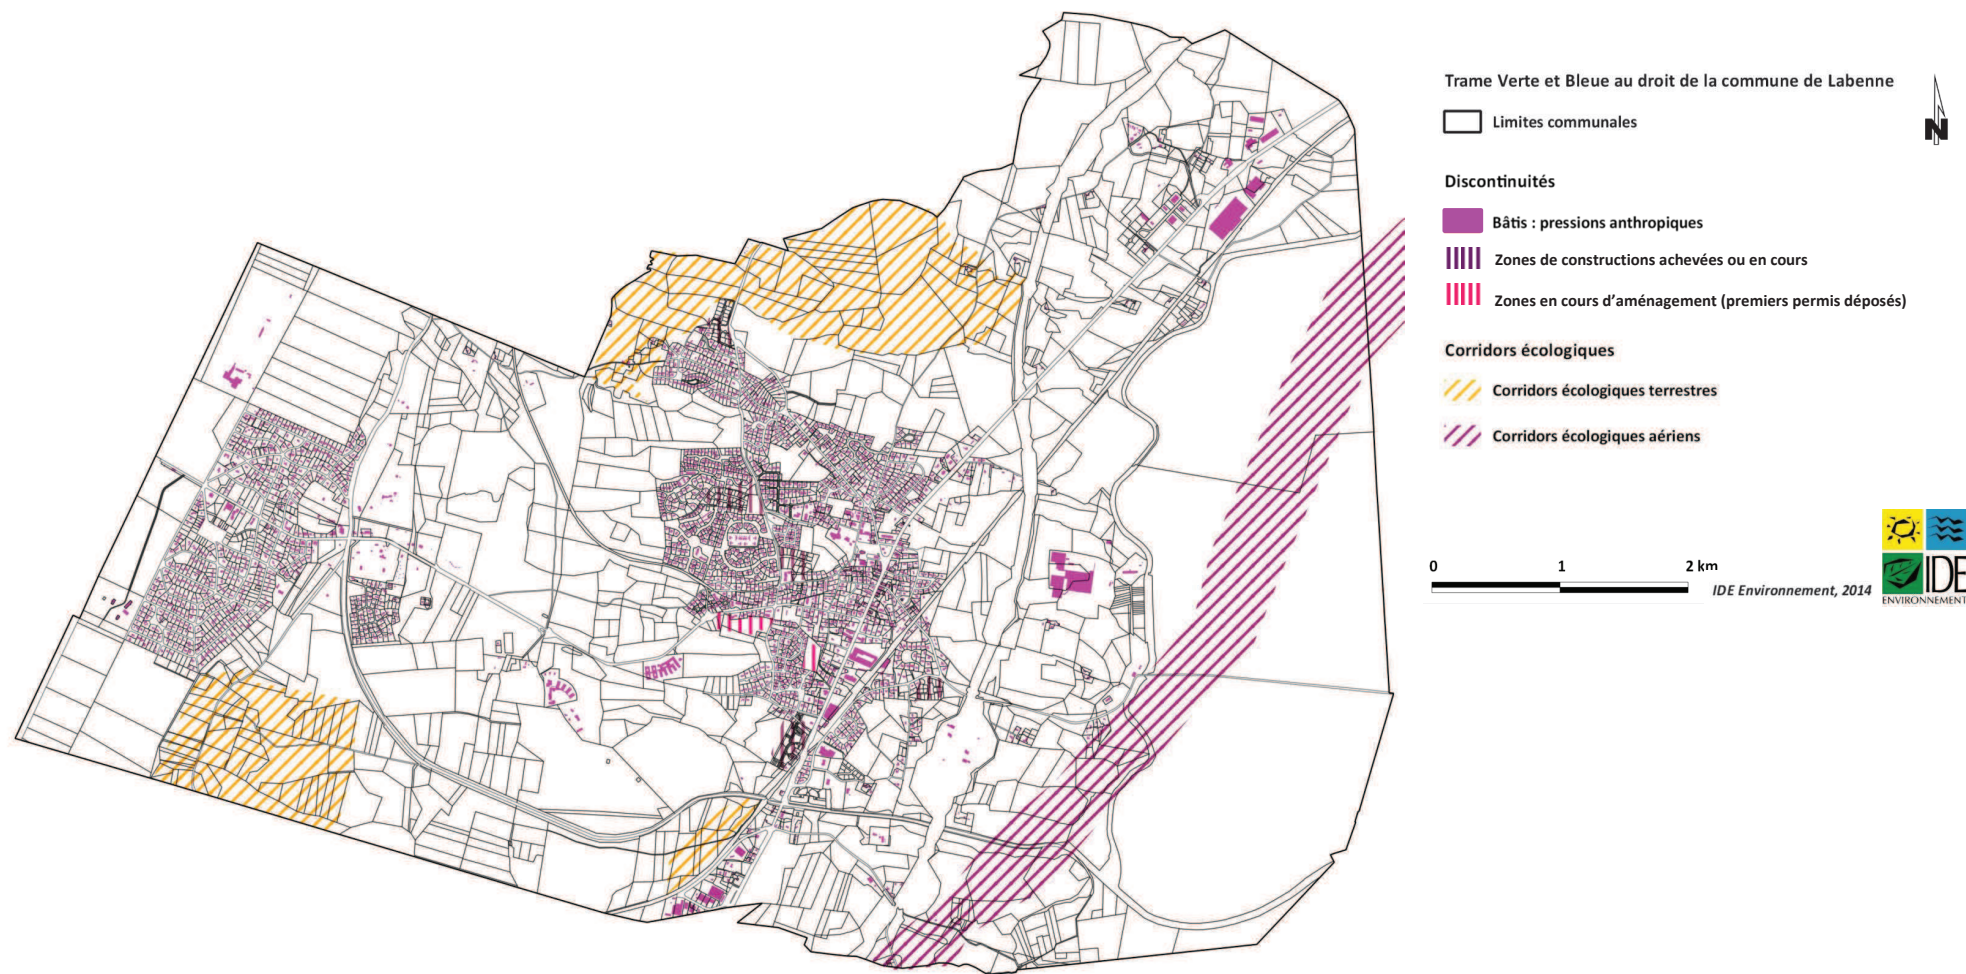 Trame Verte et Bleue au droit de la commune de Labenne
Limites communales
N
Discontinuités
Bâtis : pressions anthropiques
Zones de constructions achevées ou en cours
Zones en cours d'aménagement (premiers permis déposés)
Corridors écologiques
Corridors écologiques terrestres
Corridors écologiques aériens
0 1 2 km
IDE Environnement, 2014
IDE
ENVIRONNEMENT